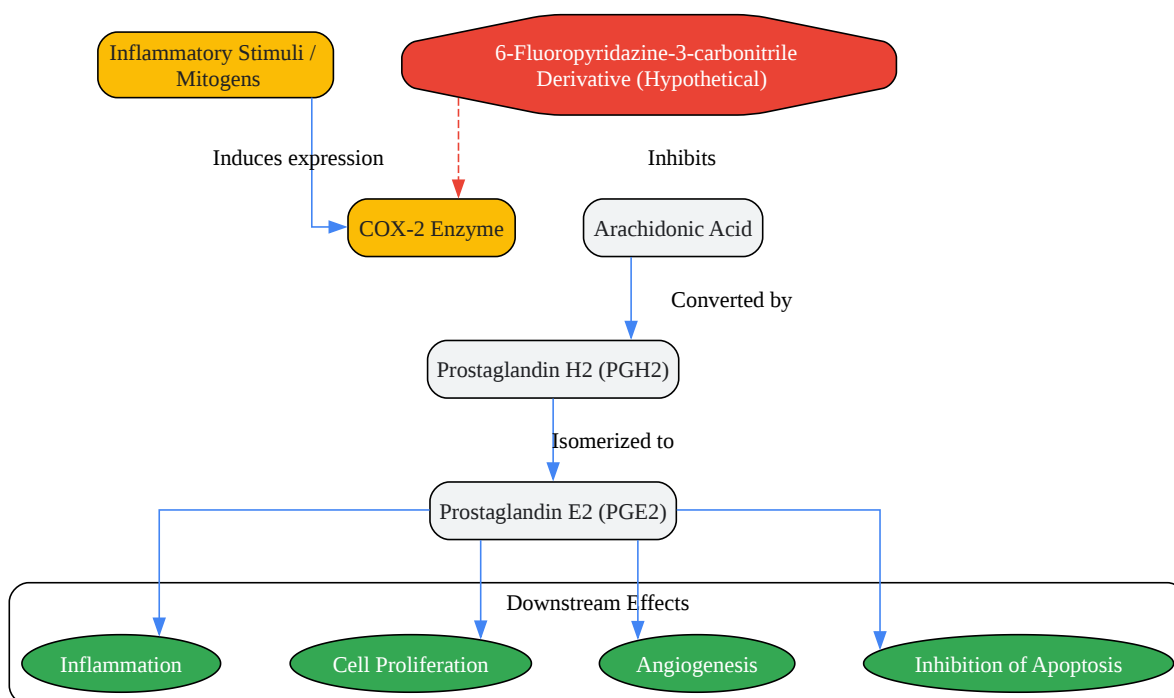 Inflammatory Stimuli /
Mitogens
6-Fluoropyridazine-3-carbonitrile
Derivative (Hypothetical)
Induces expression
Inhibits
COX-2 Enzyme
Arachidonic Acid
Converted by
Prostaglandin H2 (PGH2)
Isomerized to
Prostaglandin E2 (PGE2)
Downstream Effects
Inflammation
Cell Proliferation
Angiogenesis
Inhibition of Apoptosis